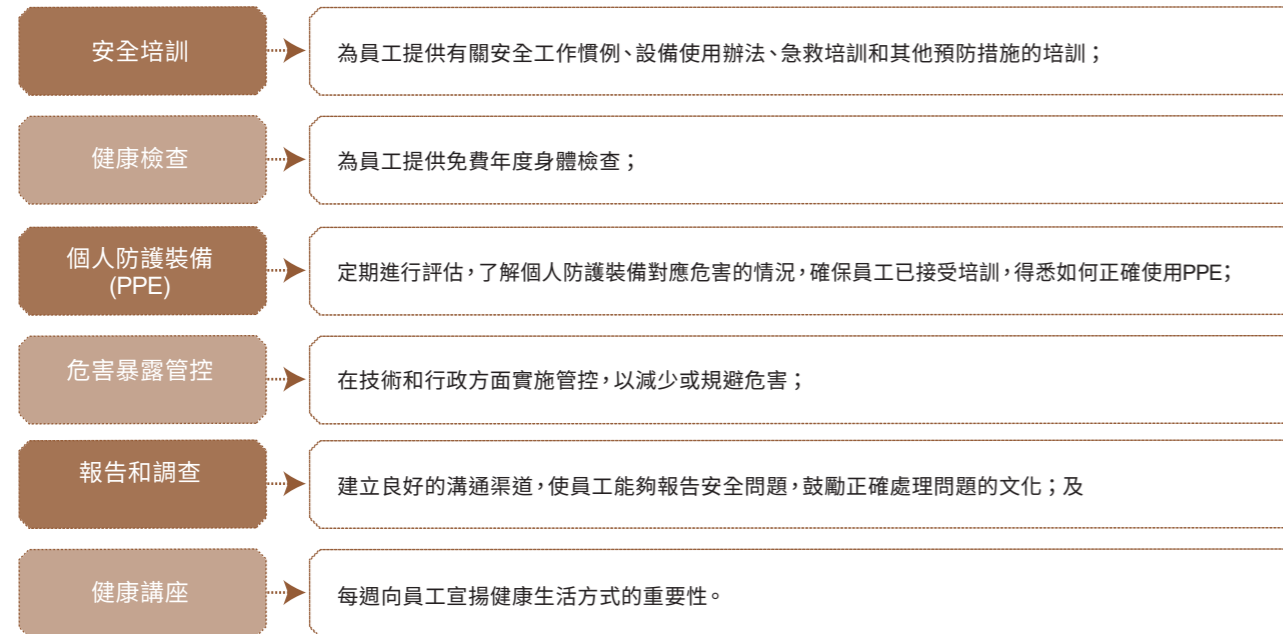 安全培訓
為員工提供有關安全工作慣例、設備使用辦法、急救培訓和其他預防措施的培訓；
健康檢查
為員工提供免費年度身體檢查；
個人防護裝備
(PPE)
定期進行評估，了解個人防護裝備對應危害的情況，確保員工已接受培訓，得悉如何正確使用PPE；
危害暴露管控
在技術和行政方面實施管控，以減少或規避危害；
報告和調查
建立良好的溝通渠道，使員工能夠報告安全問題，鼓勵正確處理問題的文化；及
健康講座
每週向員工宣揚健康生活方式的重要性。